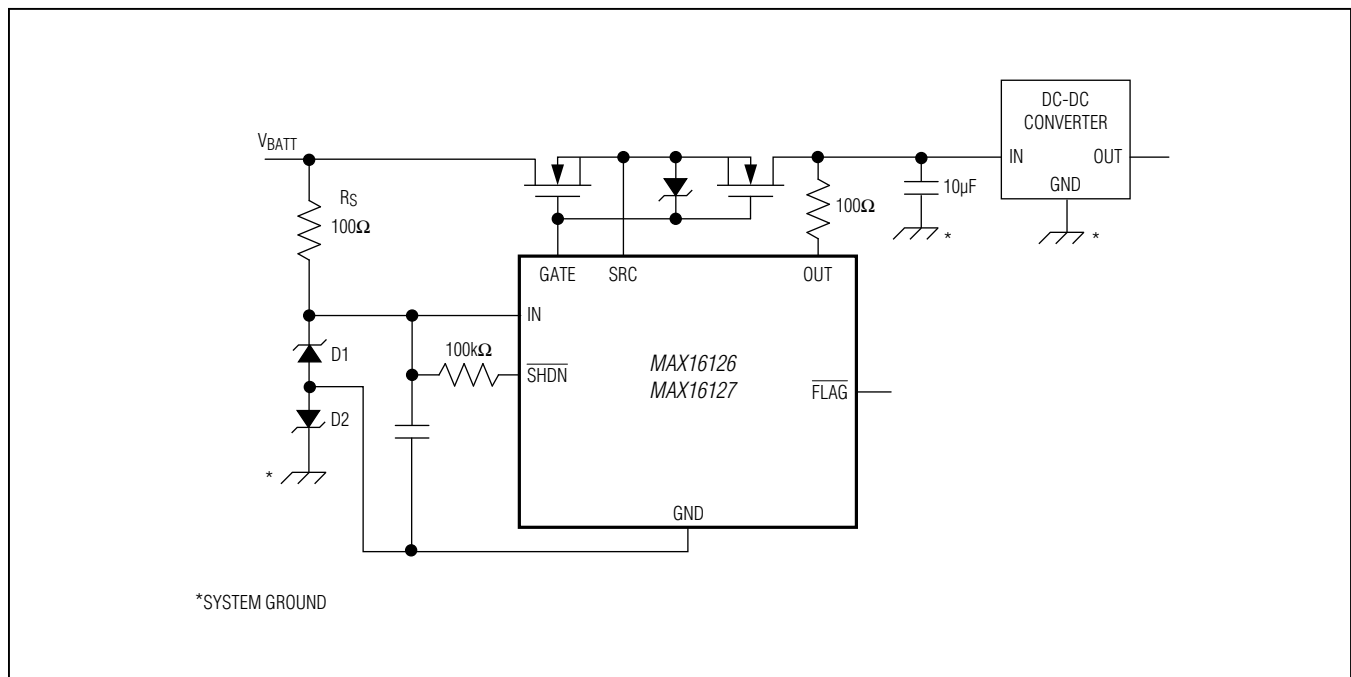 DC-DC
CONVERTER
IN
OUT
GND
*
VBATT
RS
100Ω
10µF
*
100Ω
GATE
SRC
OUT
IN
D1
100kΩ
SHDN
MAX16126
MAX16127
FLAG
D2
*
GND
*SYSTEM GROUND